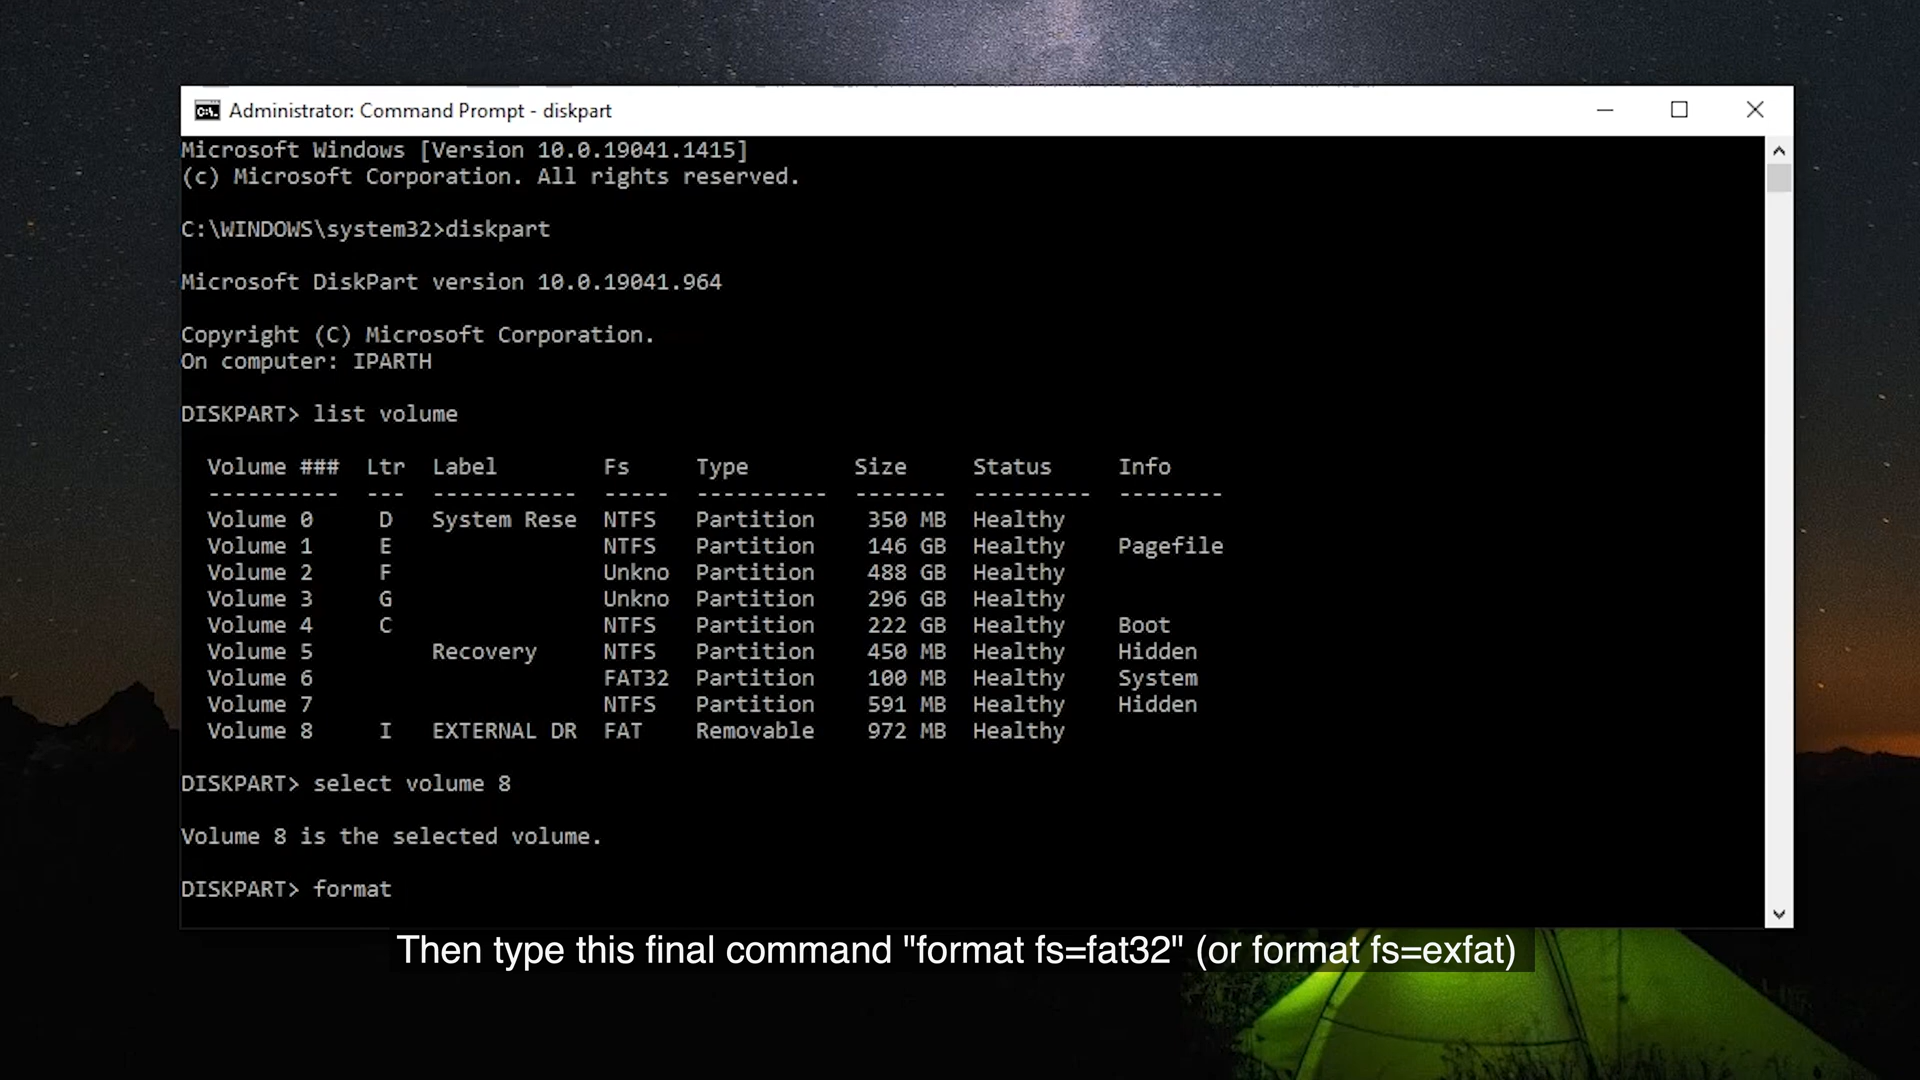 Administrator: Command Prompt - diskpart
Microsoft Windows [Version 10.0.19041.1415]
(c) Microsoft Corporation. All rights reserved.
C:\WINDOWS\system32>diskpart
Microsoft DiskPart version 10.0.19041.964
Copyright (C) Microsoft Corporation.
On computer: IPARTH
DISKPART> list volume
Volume ### Ltr Label Fs Type Size Status Info
---------- --- ----------- ----- ---------- ------- --------- --------
Volume 0 D System Rese NTFS Partition 350 MB Healthy
Volume 1 E NTFS Partition 146 GB Healthy Pagefile
Volume 2 F Unkno Partition 488 GB Healthy
Volume 3 G Unkno Partition 296 GB Healthy
Volume 4 C NTFS Partition 222 GB Healthy Boot
Volume 5 Recovery NTFS Partition 450 MB Healthy Hidden
Volume 6 FAT32 Partition 100 MB Healthy System
Volume 7 NTFS Partition 591 MB Healthy Hidden
Volume 8 I EXTERNAL DR FAT Removable 972 MB Healthy
DISKPART> select volume 8
Volume 8 is the selected volume.
DISKPART> format
Then type this final command "format fs=fat32" (or format fs=exfat)